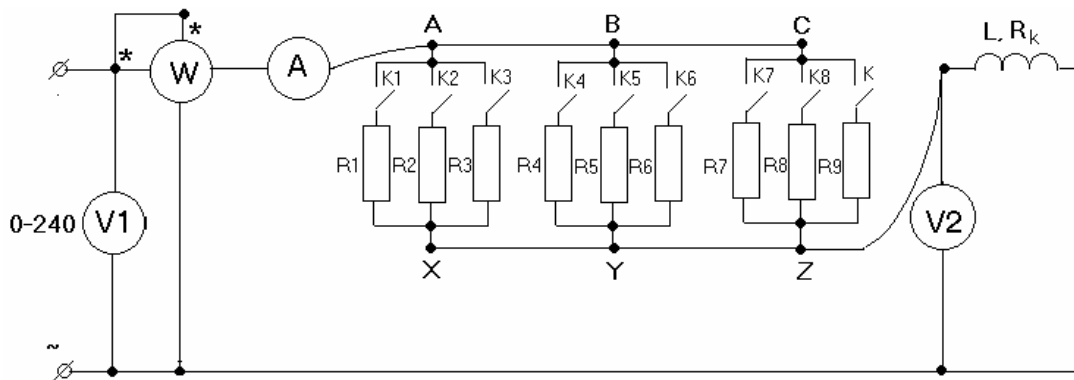 * A B C L, Rk
* W A K1 K2 K3 K4 K5 K6 K7 K8 K
R1 R2 R3 R4 R5 R6 R7 R8 R9
0-240 V1 V2
X Y Z
~